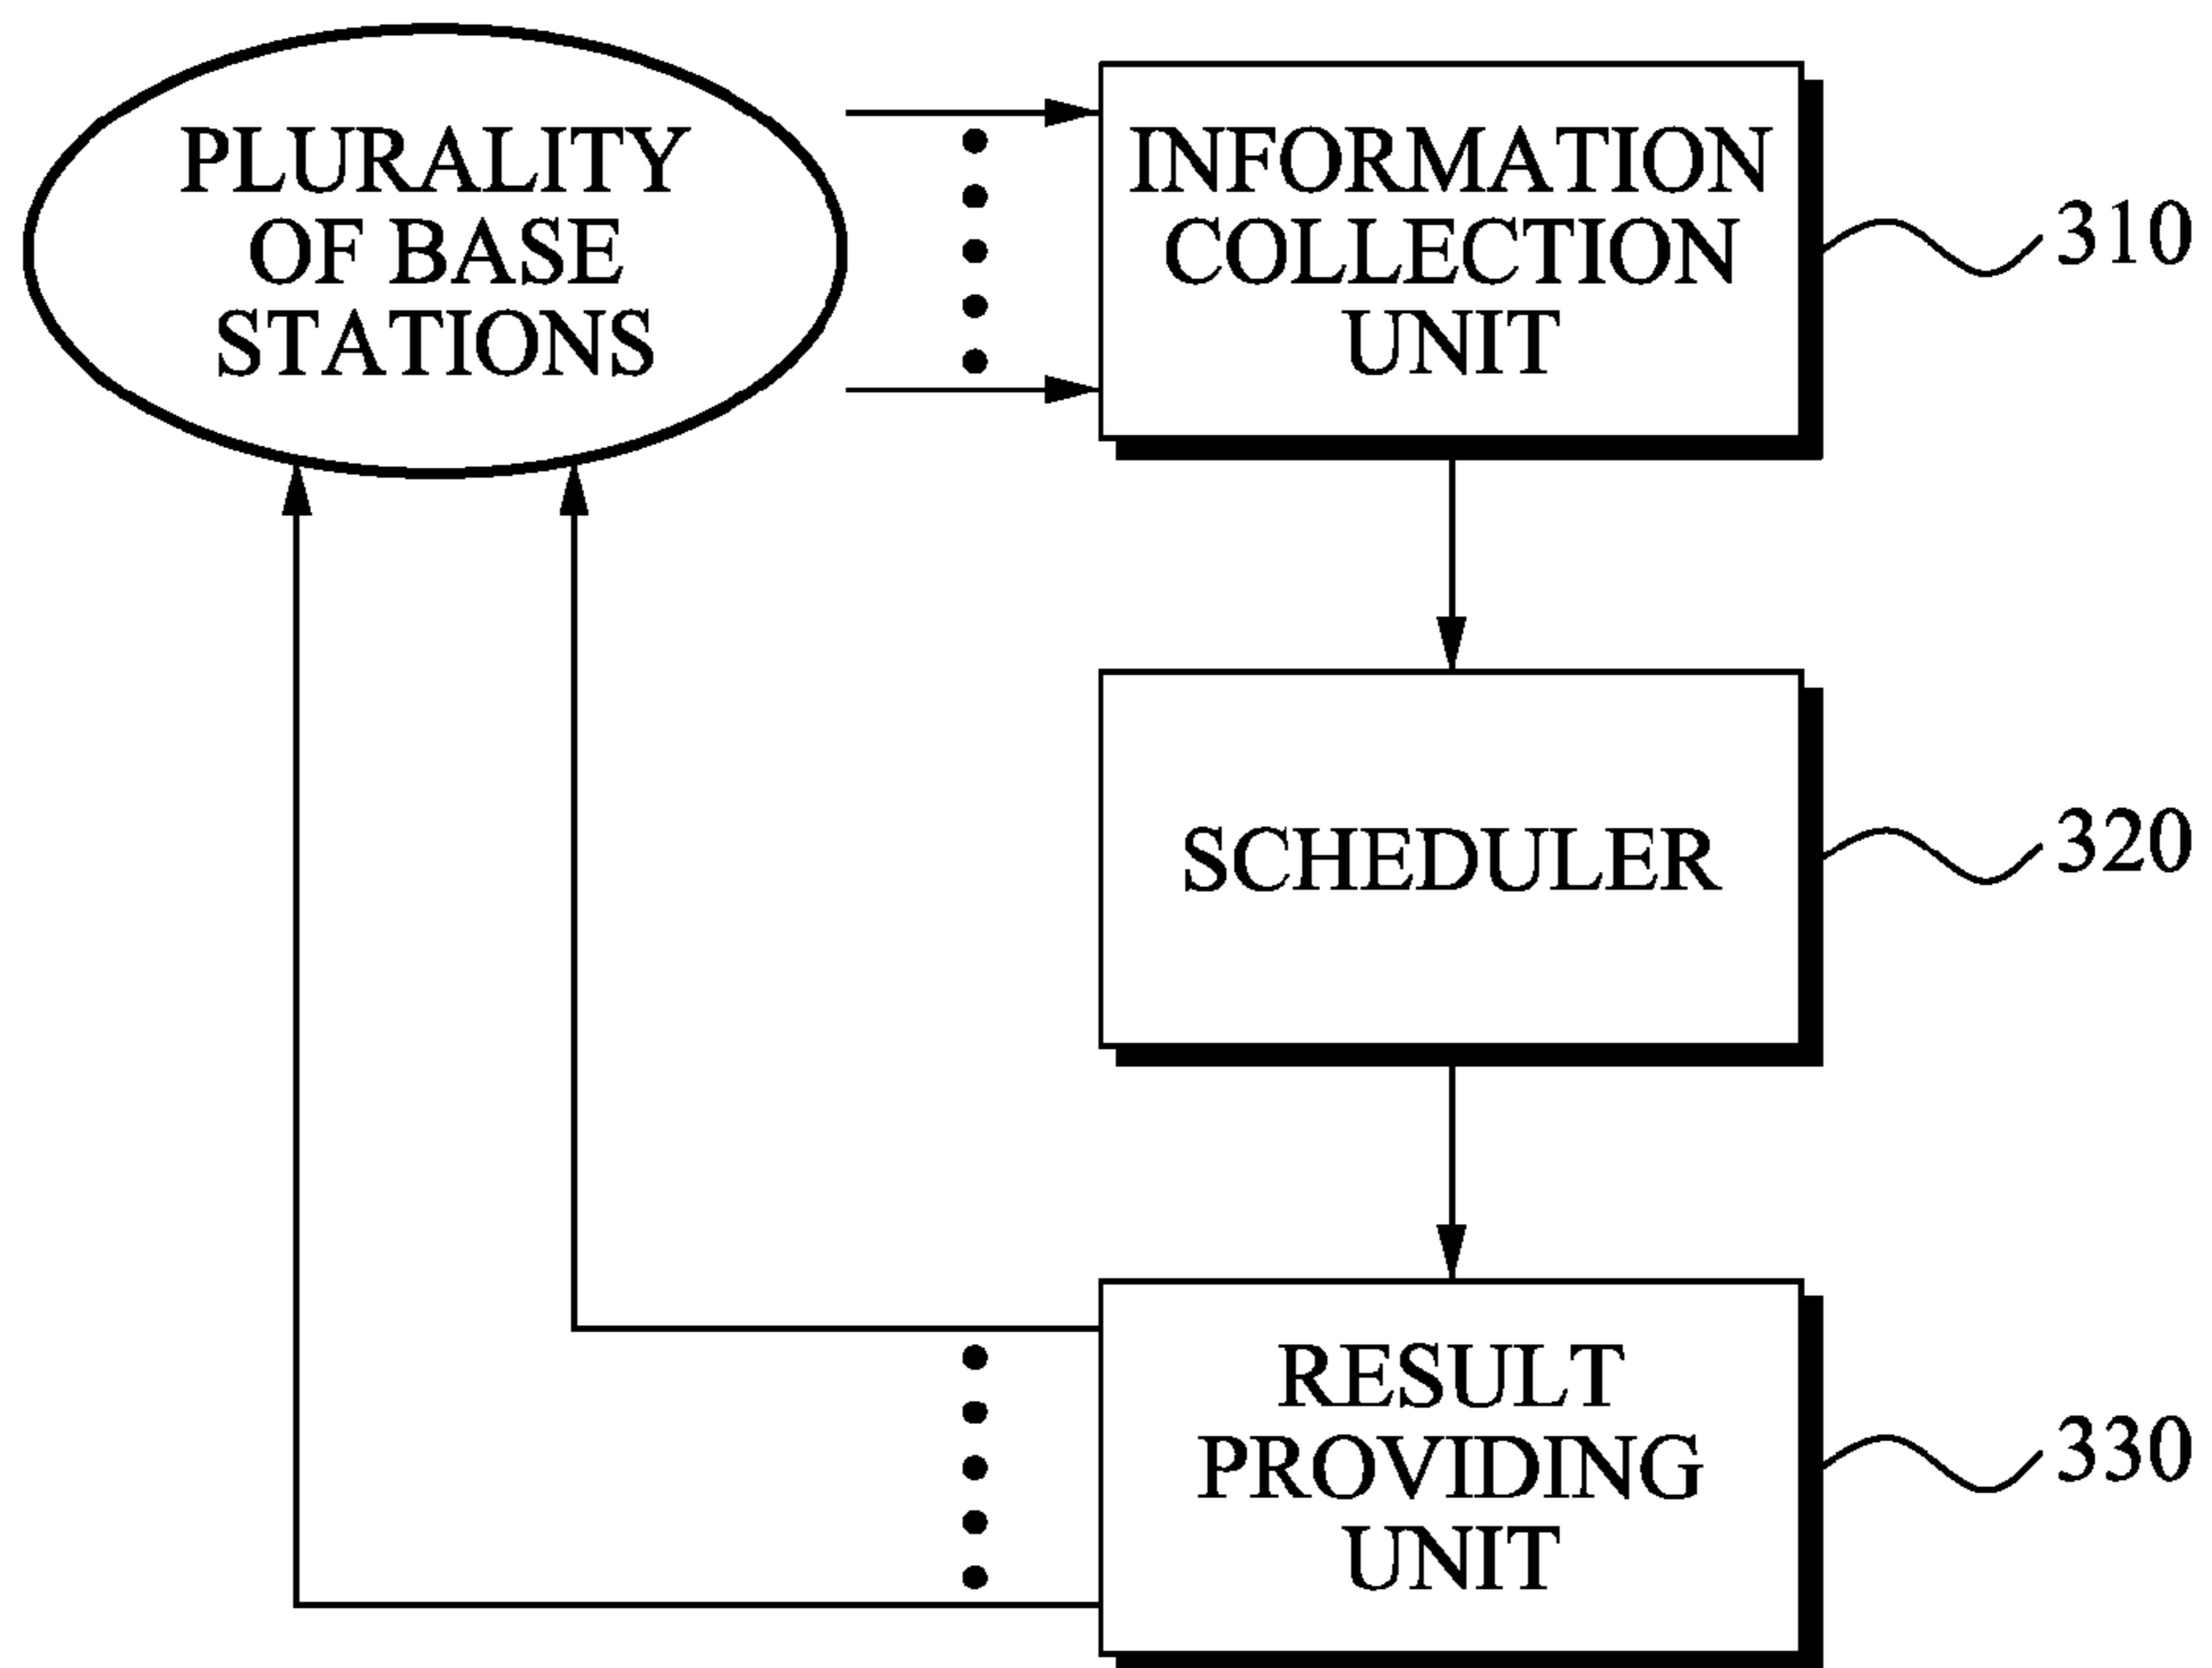 PLURALITY
OF BASE
STATIONS
INFORMATION
COLLECTION
UNIT
310
SCHEDULER
320
RESULT
PROVIDING
UNIT
330